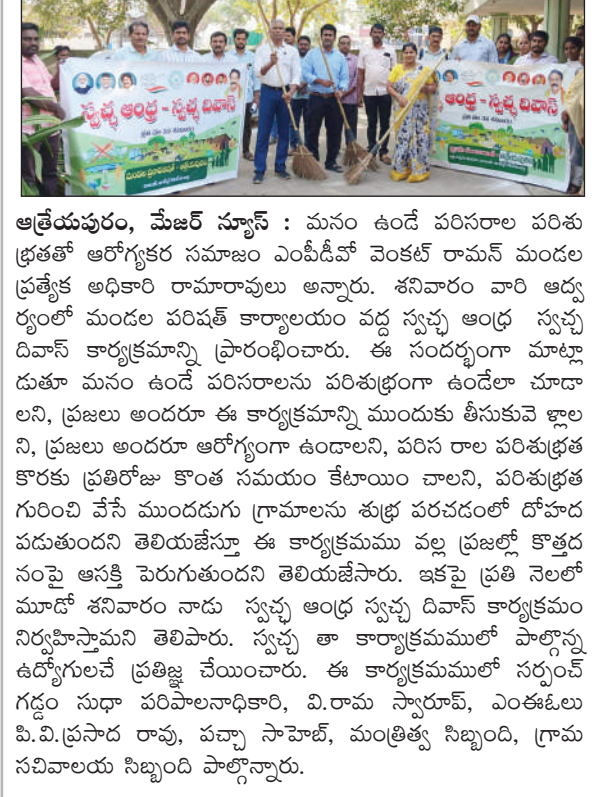 స్వచ్ఛ ఆంధ్ర - స్వచ్ఛ దివాస్
ఆంధ్ర - స్వచ్ఛ దివాస్
ఆత్రేయపురం, మేజర్ న్యూస్ : మనం ఉండే పరిసరాల పరిశు
భ్రతతో ఆరోగ్యకర సమాజం ఎంపీడీవో వెంకట్ రామన్ మండల
ప్రత్యేక అధికారి రామారావులు అన్నారు. శనివారం వారి ఆద్వ
ర్యంలో మండల పరిషత్ కార్యాలయం వద్ద స్వచ్ఛ ఆంధ్ర స్వచ్ఛ
దివాస్ కార్యక్రమాన్ని ప్రారంభించారు. ఈ సందర్భంగా మాట్లా
డుతూ మనం ఉండే పరిసరాలను పరిశుభ్రంగా ఉండేలా చూడా
లని, ప్రజలు అందరూ ఈ కార్యక్రమాన్ని ముందుకు తీసుకువె ళ్లాల
ని, ప్రజలు అందరూ ఆరోగ్యంగా ఉండాలని, పరిస రాల పరిశుభ్రత
కొరకు ప్రతిరోజు కొంత సమయం కేటాయిం చాలని, పరిశుభ్రత
గురించి వేసే ముందడుగు గ్రామాలను శుభ్ర పరచడంలో దోహద
పడుతుందని తెలియజేస్తూ ఈ కార్యక్రమము వల్ల ప్రజల్లో కొత్తద
నంపై ఆసక్తి పెరుగుతుందని తెలియజేసారు. ఇకపై ప్రతి నెలలో
మూడో శనివారం నాడు స్వచ్ఛ ఆంధ్ర స్వచ్ఛ దివాస్ కార్యక్రమం
నిర్వహిస్తామని తెలిపారు. స్వచ్ఛ తా కార్యాక్రమములో పాల్గొన్న
ఉద్యోగులచే ప్రతిజ్ఞ చేయించారు. ఈ కార్యక్రమములో సర్పంచ్
గడ్డం సుధా పరిపాలనాధికారి, వి.రామ స్వారూప్, ఎంఈఓలు
పి.వి.ప్రసాద రావు, పచ్చా సాహెబ్, మంత్రిత్వ సిబ్బంది, గ్రామ
సచివాలయ సిబ్బంది పాల్గొన్నారు.